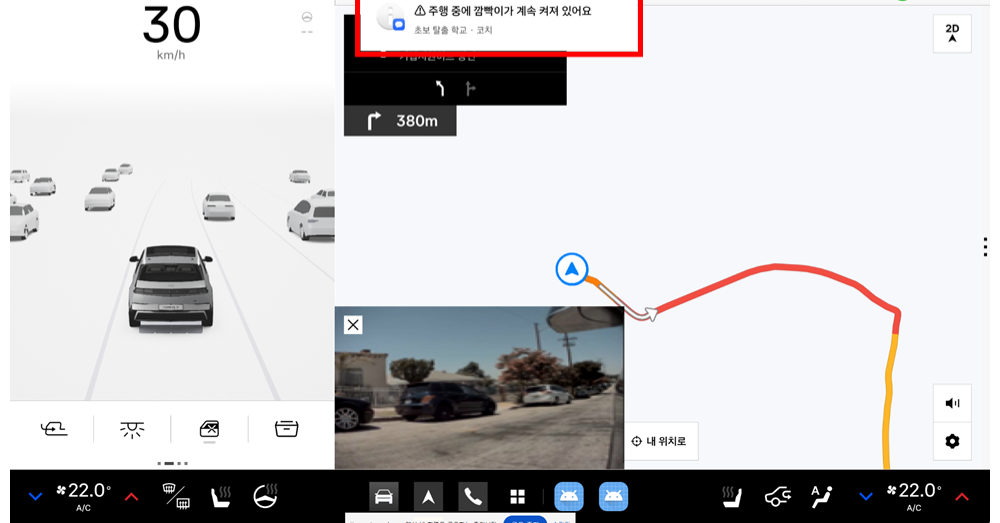 30
km/h
⚠ 주행 중에 깜빡이가 계속 켜져 있어요
초보 탈출 학교 · 코치
380m
2D
내 위치로
22.0°
A/C
A
22.0°
A/C